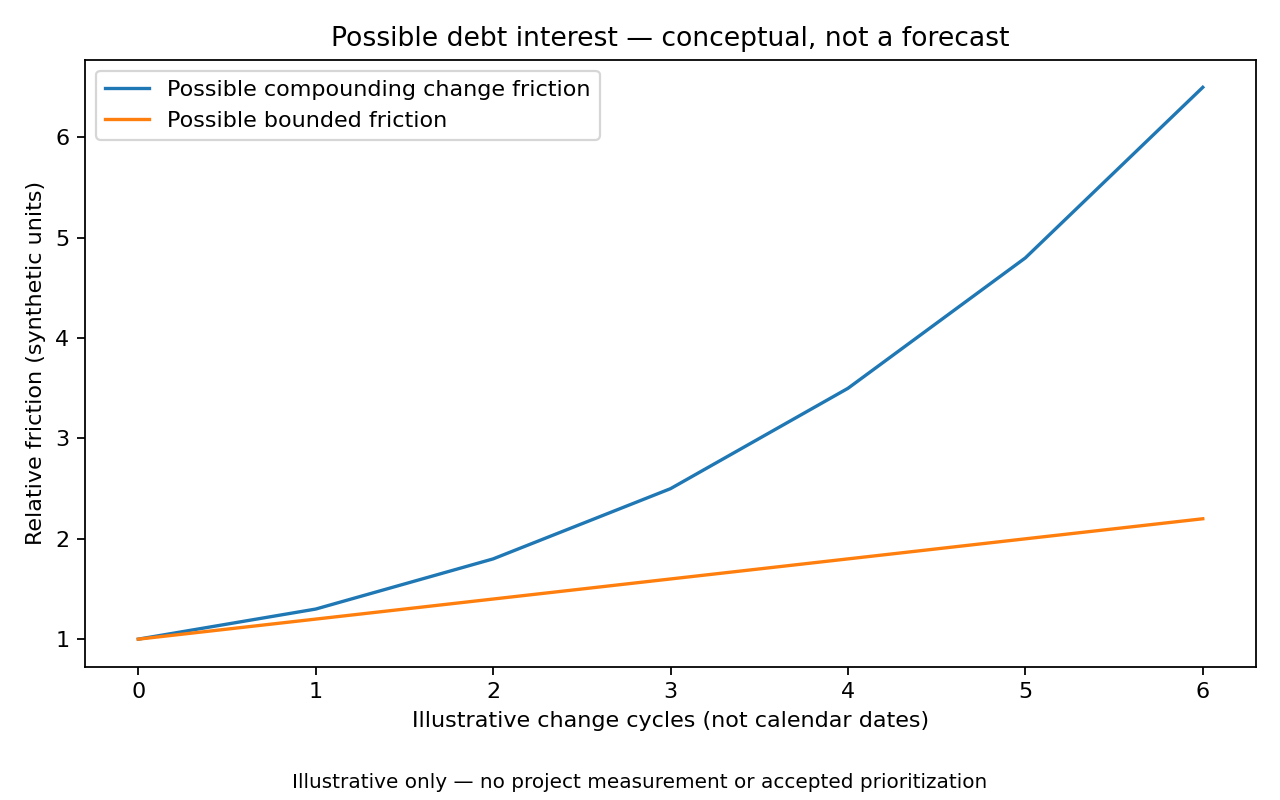 Possible debt interest — conceptual, not a forecast
Possible compounding change friction
Possible bounded friction
Relative friction (synthetic units)
6
5
4
3
2
1
0 1 2 3 4 5 6
Illustrative change cycles (not calendar dates)
Illustrative only — no project measurement or accepted prioritization